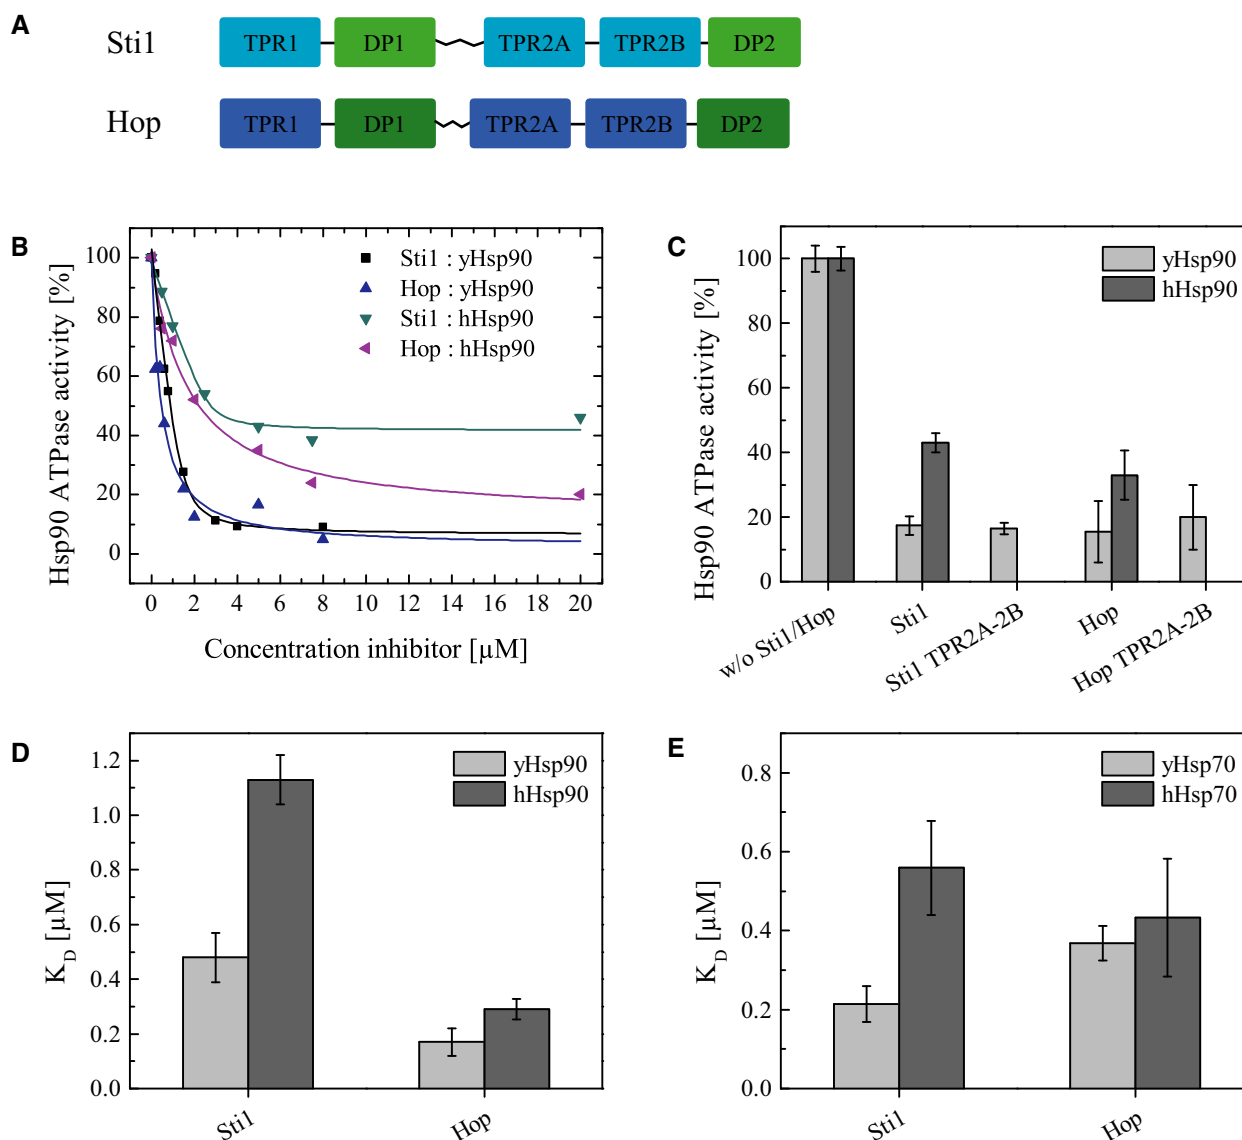 A
Sti1
TPR1
DP1
TPR2A
TPR2B
DP2
Hop
TPR1
DP1
TPR2A
TPR2B
DP2
B
Hsp90 ATPase activity [%]
100
80
60
40
20
0
Sti1 : yHsp90
Hop : yHsp90
Sti1 : hHsp90
Hop : hHsp90
0 2 4 6 8 10 12 14 16 18 20
Concentration inhibitor [µM]
C
Hsp90 ATPase activity [%]
100
80
60
40
20
0
yHsp90
hHsp90
w/o Sti1/Hop
Sti1
Sti1 TPR2A-2B
Hop
Hop TPR2A-2B
D
K_D [µM]
1.2
1.0
0.8
0.6
0.4
0.2
0.0
yHsp90
hHsp90
Sti1
Hop
E
K_D [µM]
0.8
0.6
0.4
0.2
0.0
yHsp70
hHsp70
Sti1
Hop